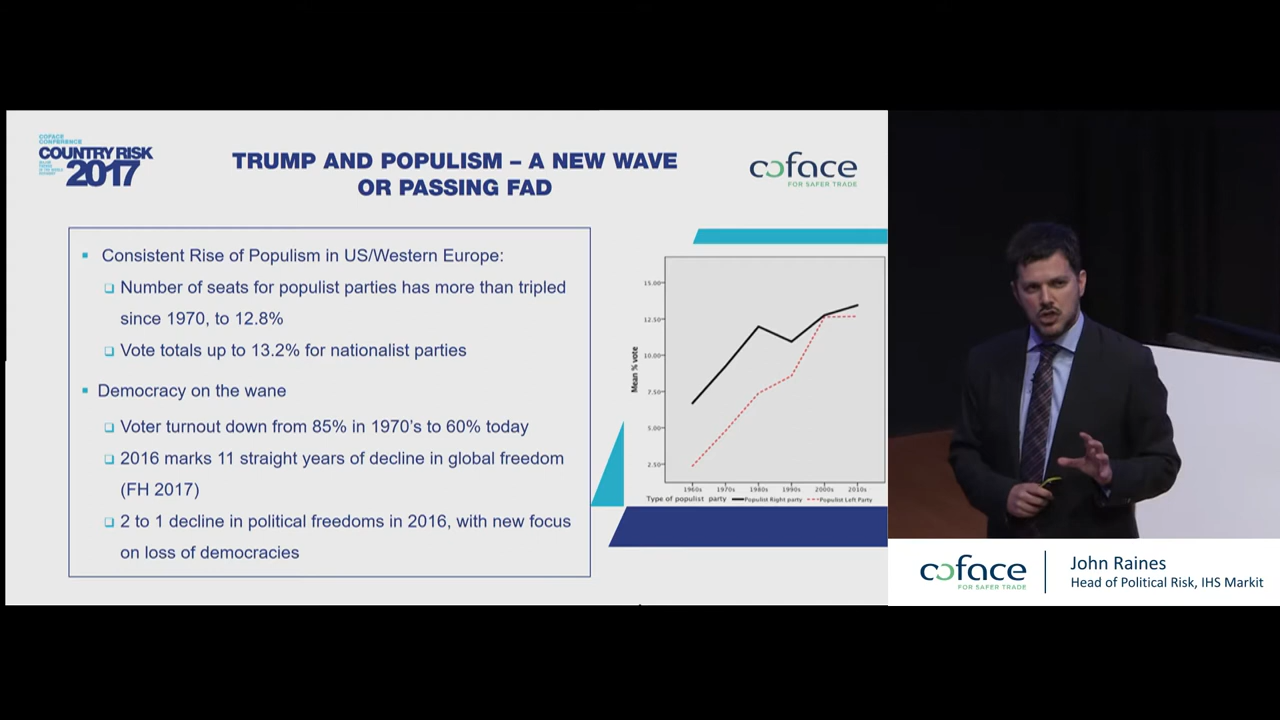 COFACE
CONFERENCE
COUNTRY RISK
2017
TRUMP AND POPULISM – A NEW WAVE
OR PASSING FAD
coface
FOR SAFER TRADE
Consistent Rise of Populism in US/Western Europe:
Number of seats for populist parties has more than tripled
since 1970, to 12.8%
Vote totals up to 13.2% for nationalist parties
Democracy on the wane
Voter turnout down from 85% in 1970's to 60% today
2016 marks 11 straight years of decline in global freedom
(FH 2017)
2 to 1 decline in political freedoms in 2016, with new focus
on loss of democracies
Mean % vote
15.00
12.50
10.00
7.50
5.00
2.50
1960s 1970s 1980s 1990s 2000s 2010s
Type of populist party Populist Right party Populist Left Party
coface
FOR SAFER TRADE
John Raines
Head of Political Risk, IHS Markit